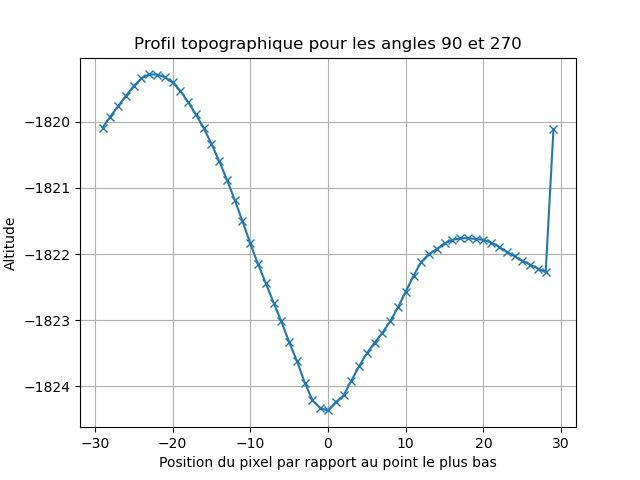 Profil topographique pour les angles 90 et 270
Altitude
−1820
−1821
−1822
−1823
−1824
−30 −20 −10 0 10 20 30
Position du pixel par rapport au point le plus bas